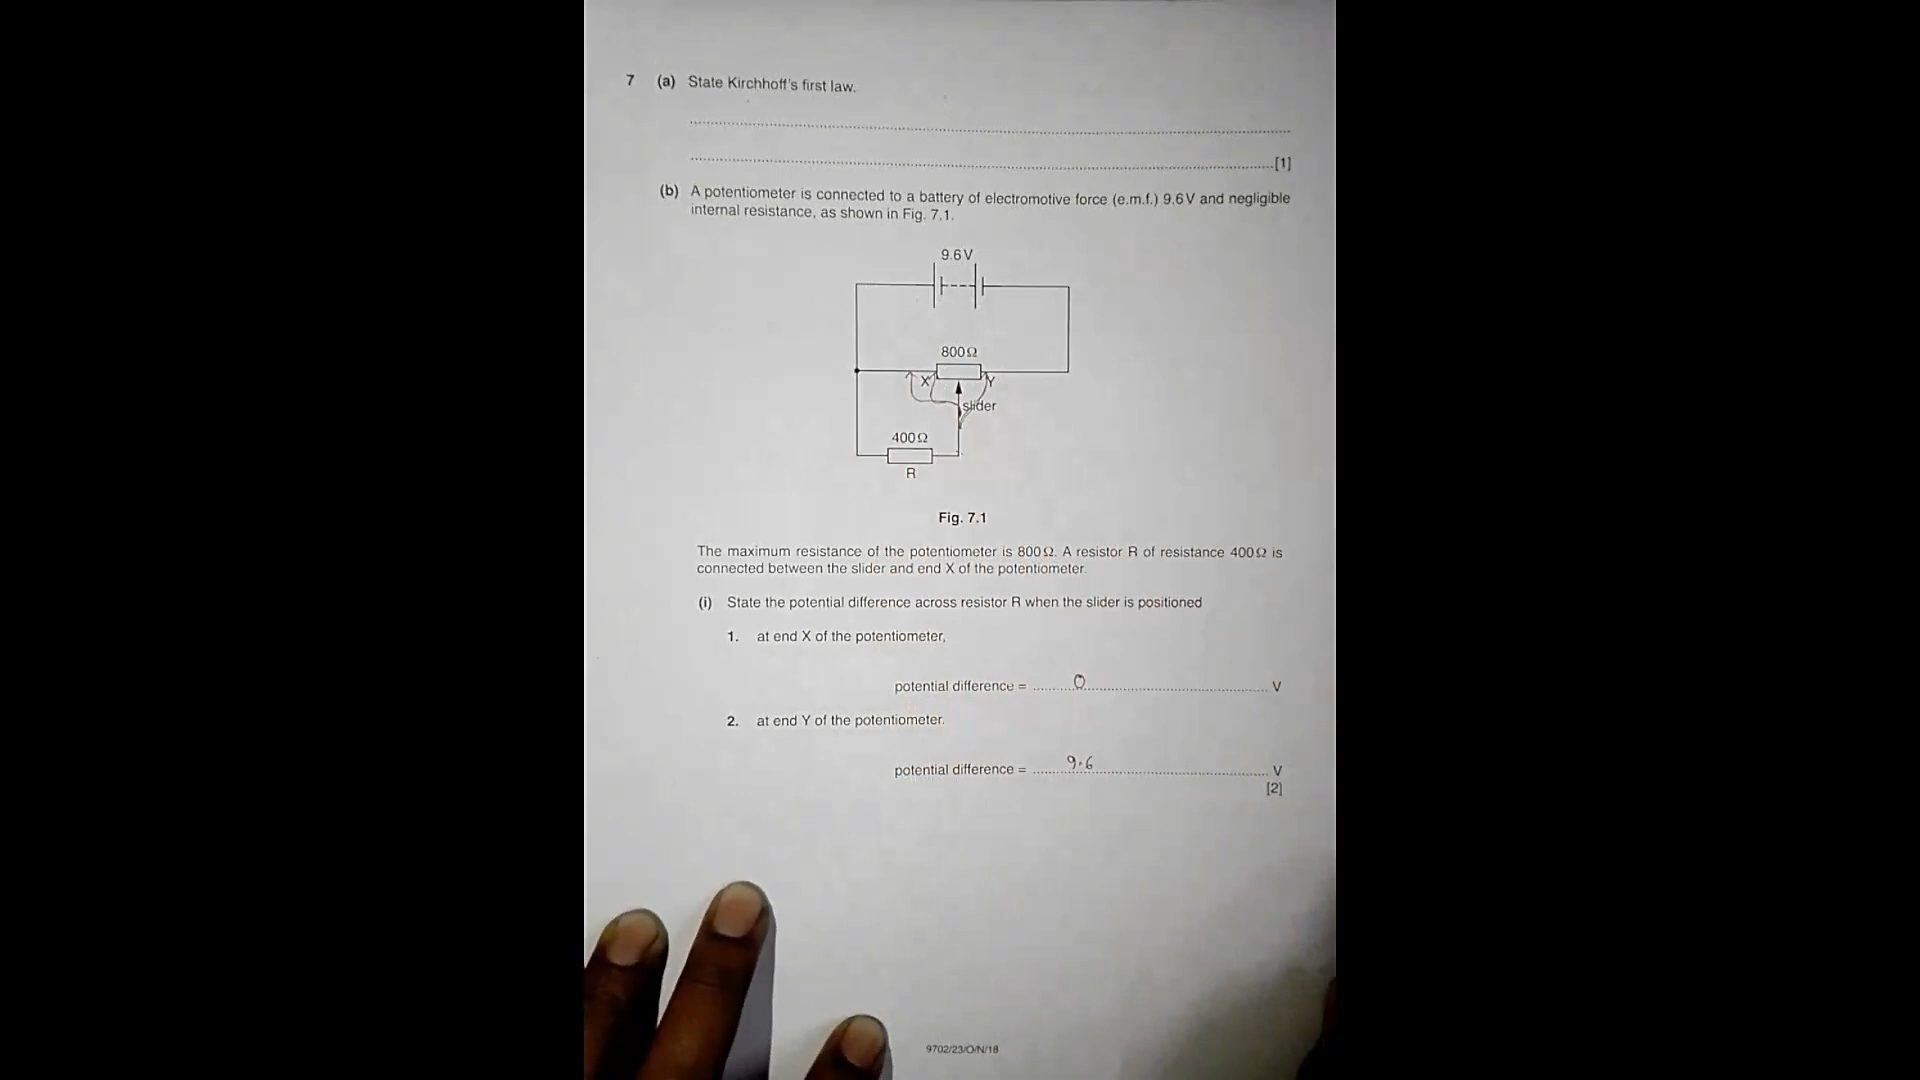 7 (a) State Kirchhoff's first law.
[1]
(b) A potentiometer is connected to a battery of electromotive force (e.m.f.) 9.6V and negligible
internal resistance, as shown in Fig. 7.1.
9.6V
800Ω
X Y
slider
400Ω
R
Fig. 7.1
The maximum resistance of the potentiometer is 800Ω. A resistor R of resistance 400Ω is
connected between the slider and end X of the potentiometer.
(i) State the potential difference across resistor R when the slider is positioned
1. at end X of the potentiometer,
potential difference = 0 V
2. at end Y of the potentiometer.
potential difference = 9.6 V
[2]
9702/23/O/N/18